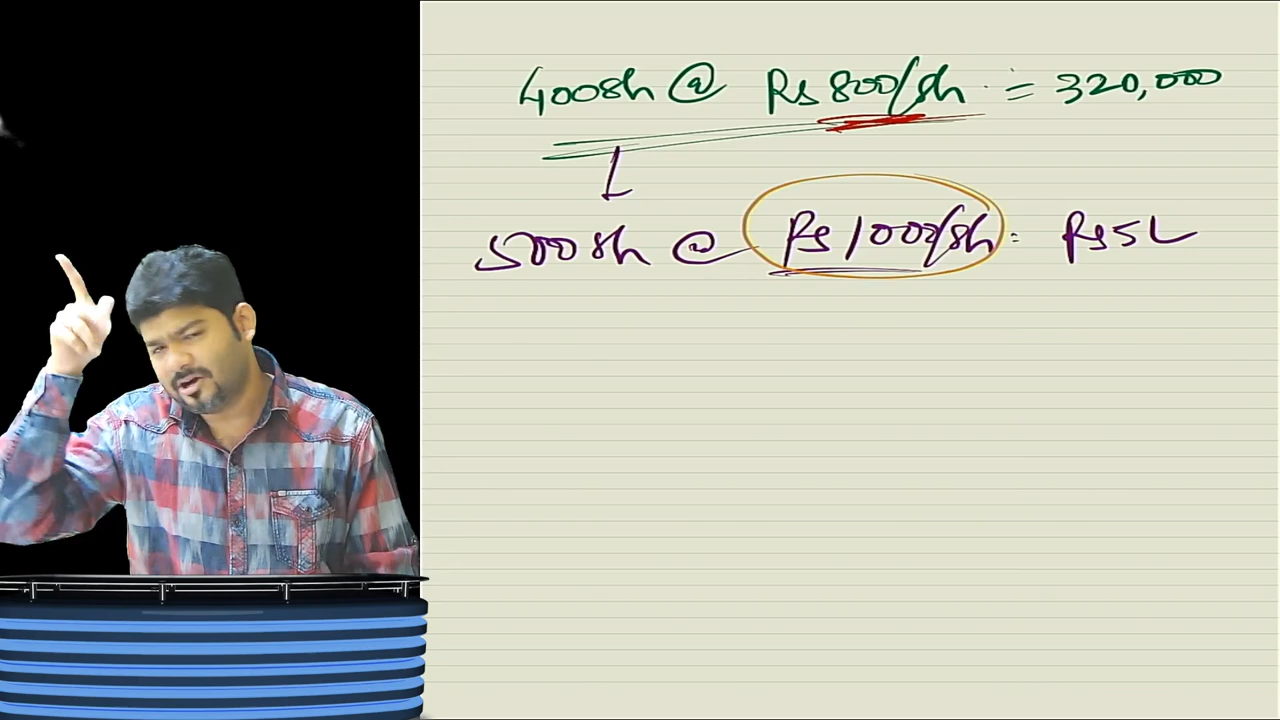 400sh @ Rs 800/sh = 320,000
500sh @ Rs 1000/sh = Rs 5L